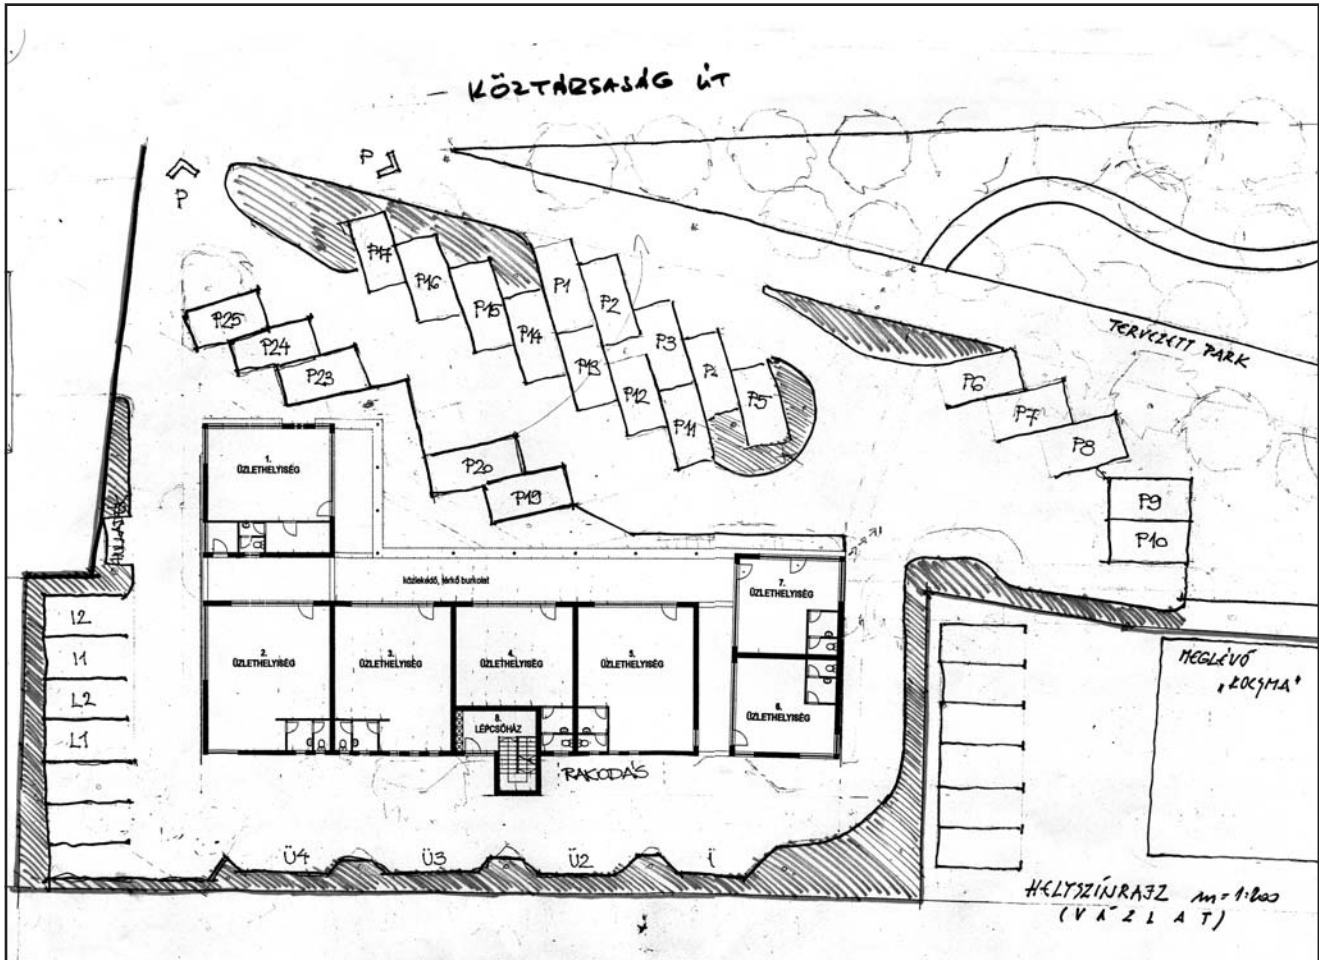 KÖZTÁRSASÁG ÚT
P
P
P17
P16
P15
P14
P1
P2
P13
P3
P12
P11
P5
P25
P24
P23
P20
P19
P6
P7
P8
P9
P10
TERVEZETT PARK
1.
ÜZLETHELYISÉG
közlekedő, térkő burkolat
2.
ÜZLETHELYISÉG
3.
ÜZLETHELYISÉG
4.
ÜZLETHELYISÉG
5.
ÜZLETHELYISÉG
7.
ÜZLETHELYISÉG
6.
ÜZLETHELYISÉG
8.
LÉPCSŐHÁZ
RAKODÁS
L2
L1
Ü4
Ü3
Ü2
MEGLÉVŐ
"KOCSMA"
HELYSZÍNRAJZ m=1:200
(VÁZLAT)